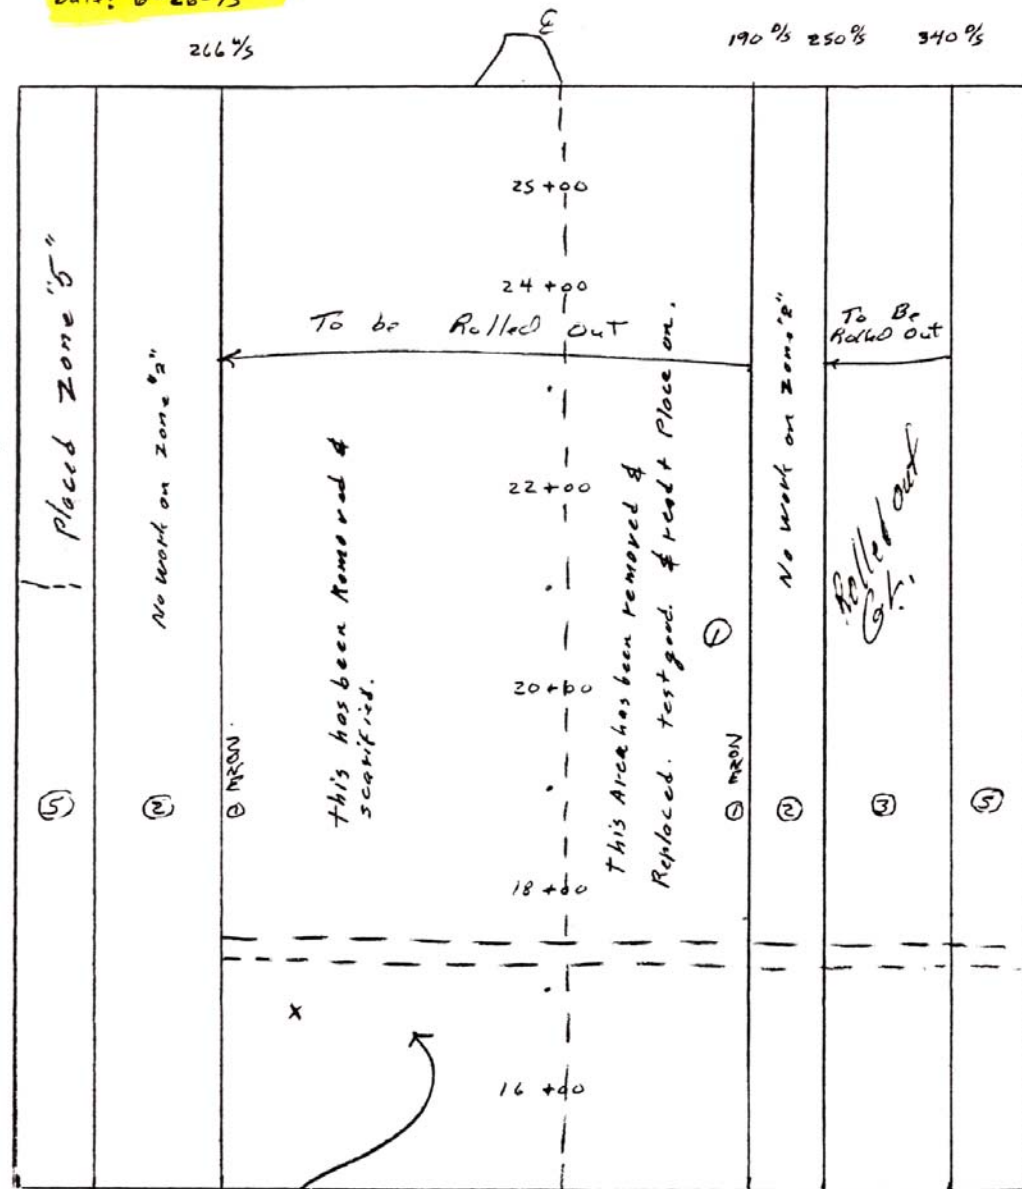 266 u/s
℄
190 D/s 250 D/s 340 D/s
25+00
24+00
To be Rolled out
To Be
Rolled out
Placed zone "5"
No work on zone "2"
This has been Removed &
scarified.
22+00
20+00
18+00
16+00
This Area has been removed &
Replaced. test good. & ready Place on.
No work on zone "2"
Rolled out
①
⑤
②
①
①
②
③
⑤
x